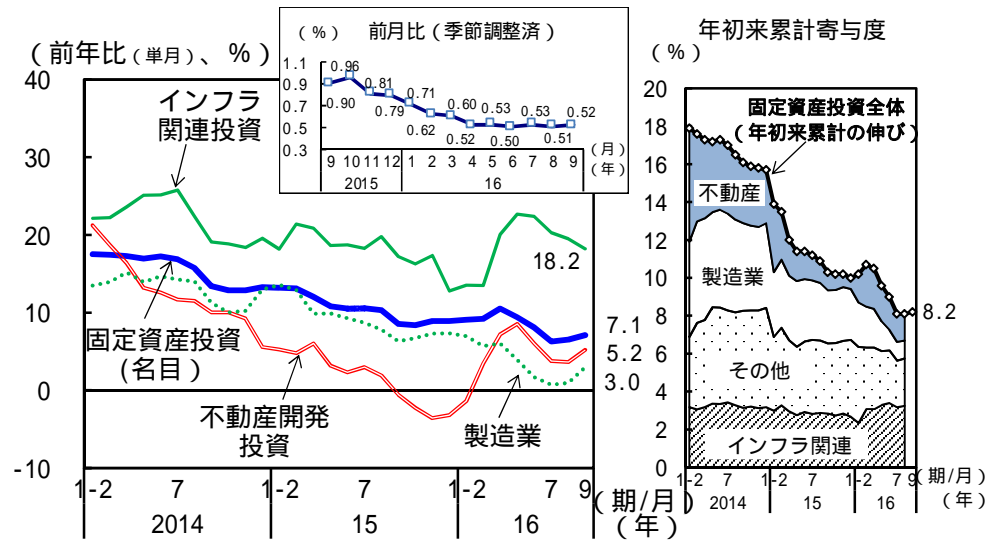 (前年比(単月)、%)
40
30
20
10
0
-10
インフラ
関連投資
固定資産投資
(名目)
不動産開発
投資
製造業
18.2
7.1
5.2
3.0
1-2 7 1-2 7 1-2 7 9 (期/月)
2014 15 16 (年)
(%) 前月比(季節調整済)
1.1
0.9
0.7
0.5
0.3
0.90 0.96 0.81 0.79 0.71 0.62 0.60 0.52 0.53 0.50 0.53 0.51 0.52
9 10 11 12 1 2 3 4 5 6 7 8 9 (月)
2015 16 (年)
年初来累計寄与度
(%)
20
18
16
14
12
10
8
6
4
2
0
固定資産投資全体
(年初来累計の伸び)
不動産
製造業
その他
インフラ関連
8.2
1-2 7 1-2 7 1-2 7 9 (期/月)
2014 15 16 (年)